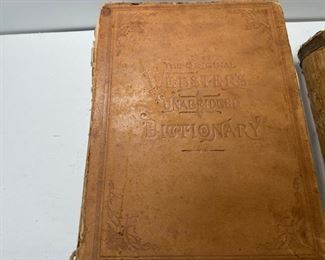 THE ORIGINAL
WEBSTER'S
UNABRIDGED
DICTIONARY